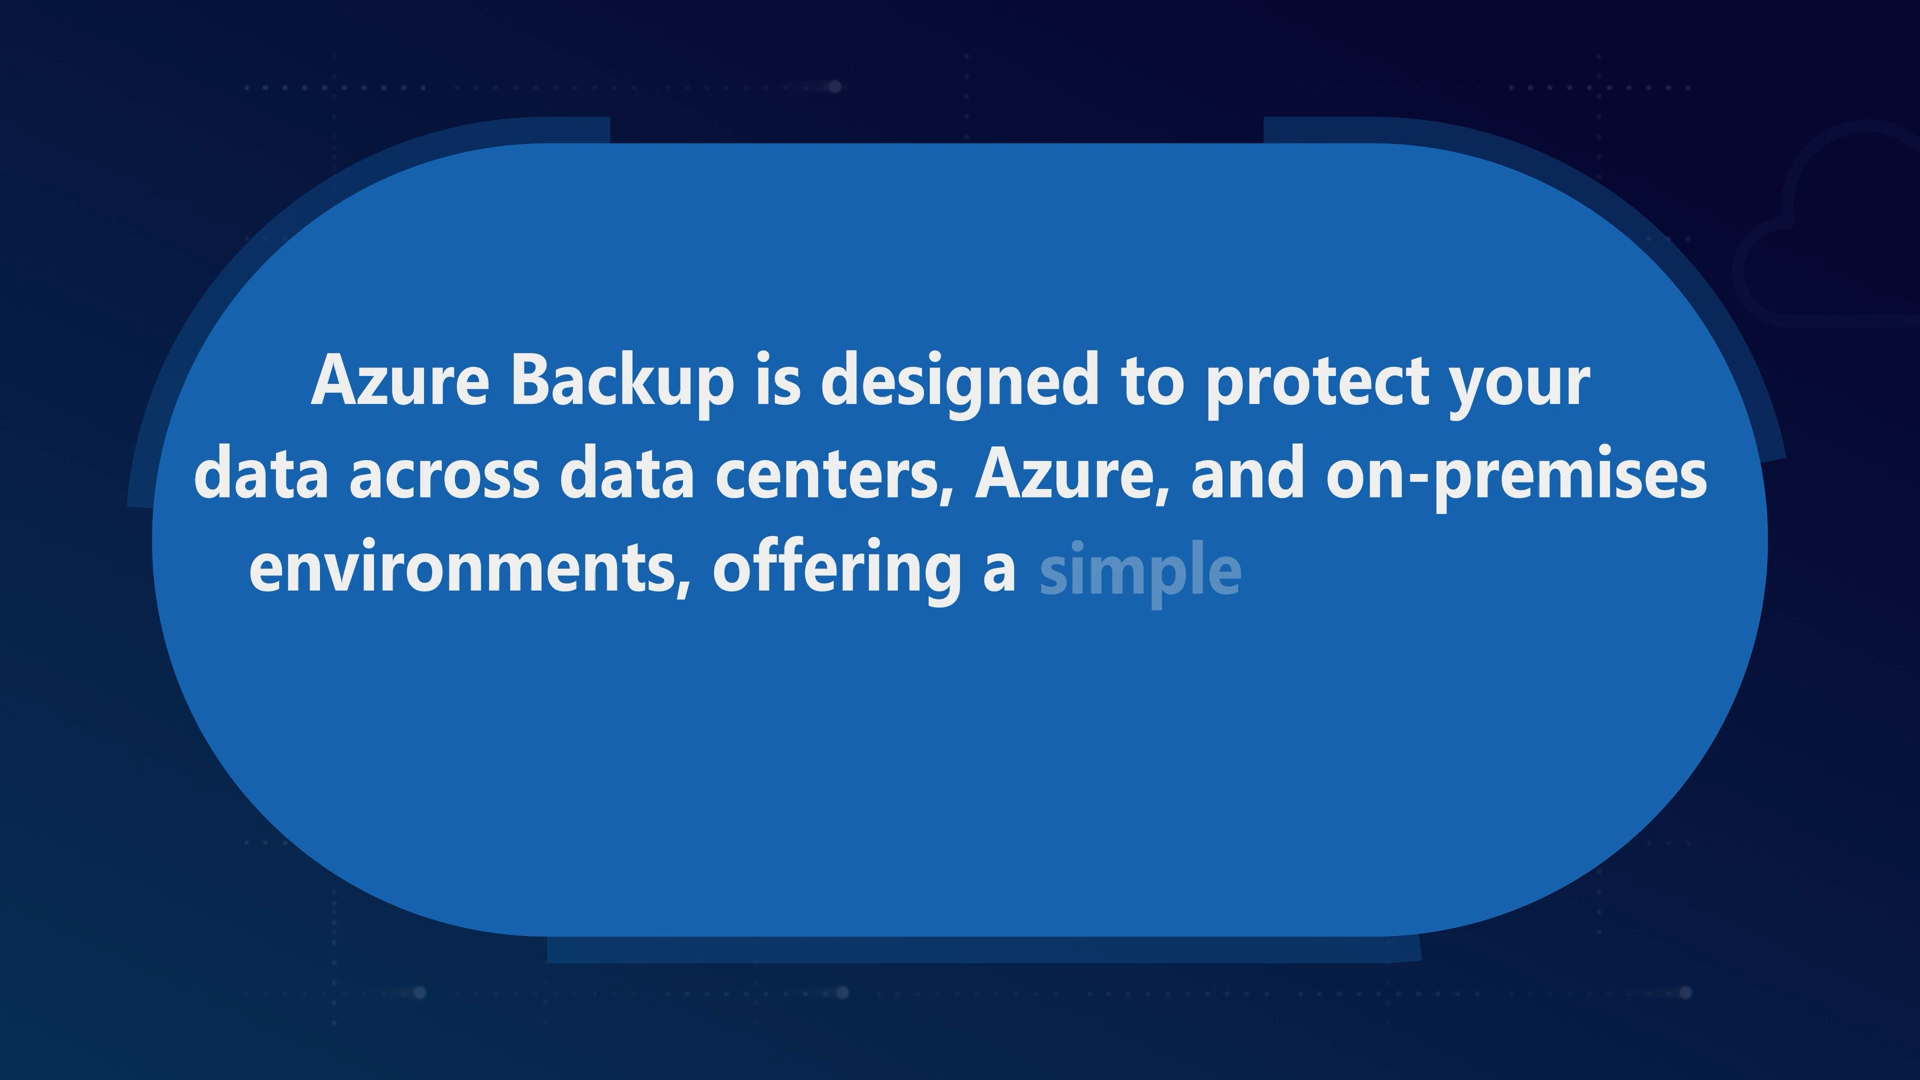 Azure Backup is designed to protect your
data across data centers, Azure, and on-premises
environments, offering a simple